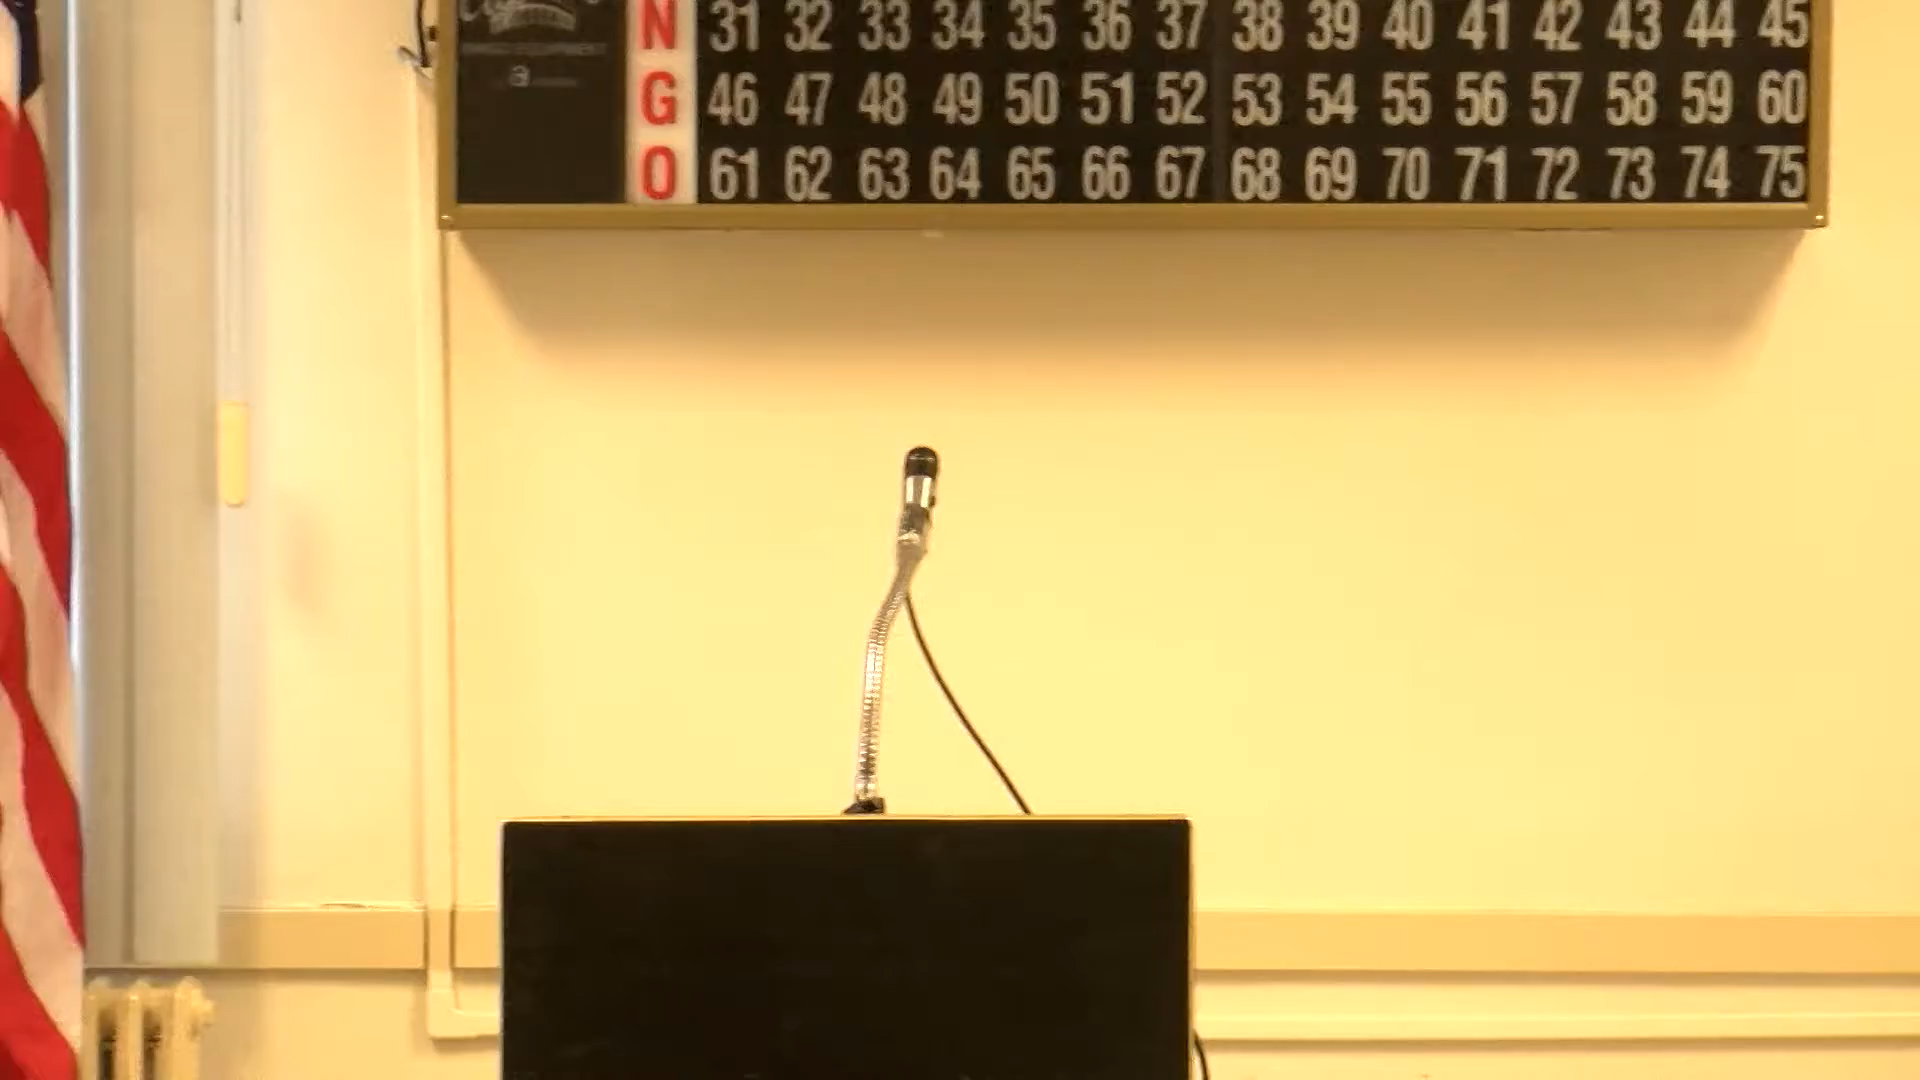 N 31 32 33 34 35 36 37 38 39 40 41 42 43 44 45
BINGO EQUIPMENT
G 46 47 48 49 50 51 52 53 54 55 56 57 58 59 60
O 61 62 63 64 65 66 67 68 69 70 71 72 73 74 75